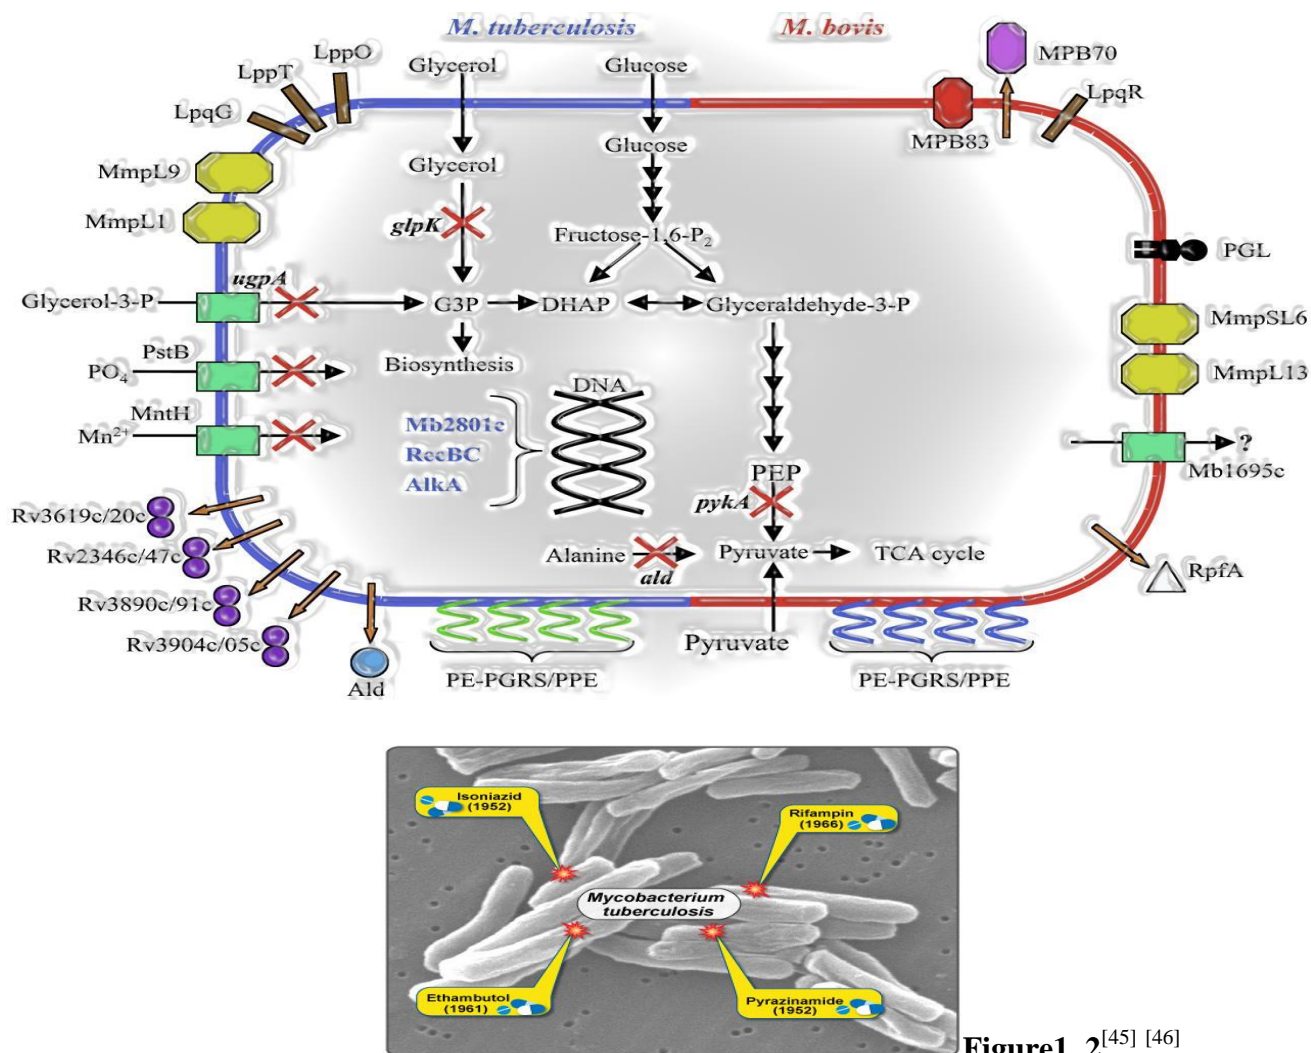 M. tuberculosis
M. bovis
LppO
LppT
LpqG
Glycerol
Glucose
MPB70
LpqR
MPB83
MmpL9
MmpL1
Glycerol
Glucose
glpK
Fructose-1,6-P2
PGL
ugpA
Glycerol-3-P
G3P
DHAP
Glyceraldehyde-3-P
MmpSL6
PstB
PO4
Biosynthesis
MmpL13
MntH
Mn2+
DNA
Mb2801c
RecBC
AlkA
?
Mb1695c
PEP
pykA
Rv3619c/20c
Rv2346c/47c
Alanine
ald
Pyruvate
TCA cycle
RpfA
Rv3890c/91c
Rv3904c/05c
Ald
PE-PGRS/PPE
Pyruvate
PE-PGRS/PPE
Isoniazid
(1952)
Rifampin
(1966)
Mycobacterium
tuberculosis
Ethambutol
(1961)
Pyrazinamide
(1952)
Figure1, 2[45] [46]